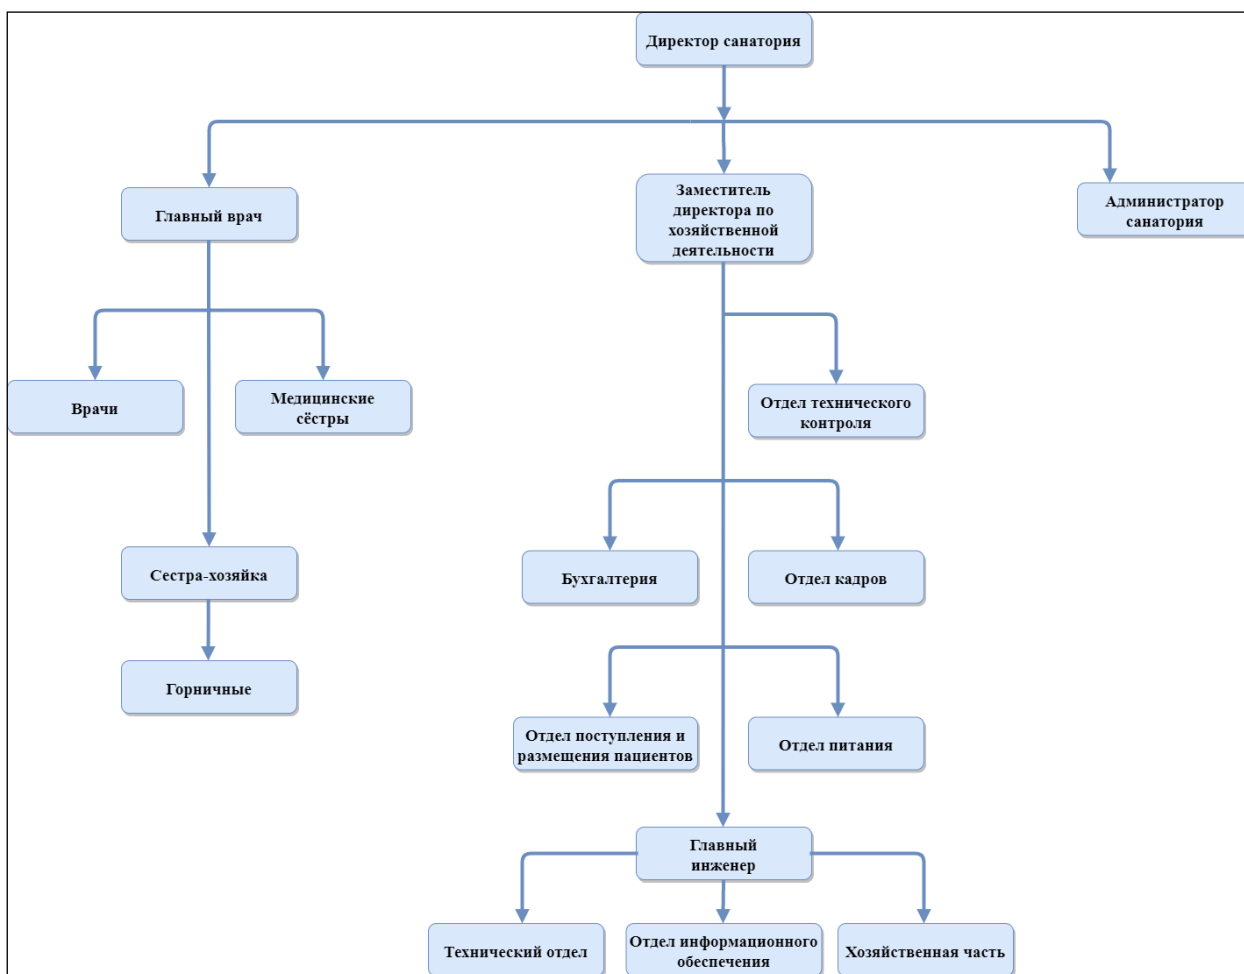 Директор санатория
Главный врач
Заместитель
директора по
хозяйственной
деятельности
Администратор
санатория
Врачи
Медицинские
сёстры
Отдел технического
контроля
Сестра-хозяйка
Бухгалтерия
Отдел кадров
Горничные
Отдел поступления и
размещения пациентов
Отдел питания
Главный
инженер
Технический отдел
Отдел информационного
обеспечения
Хозяйственная часть